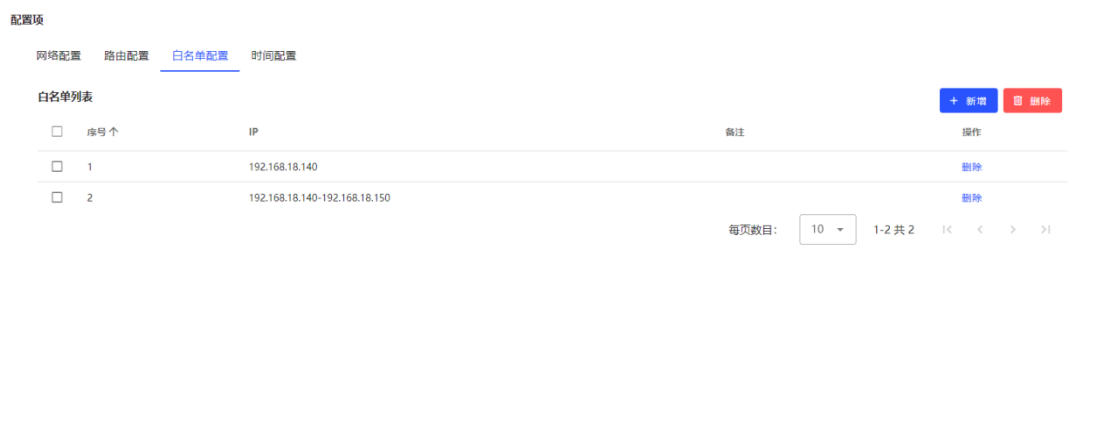 配置项
网络配置 路由配置 白名单配置 时间配置
白名单列表
+ 新增 删除
序号 IP 备注 操作
1 192.168.18.140 删除
2 192.168.18.140-192.168.18.150 删除
每页数目: 10 1-2 共 2